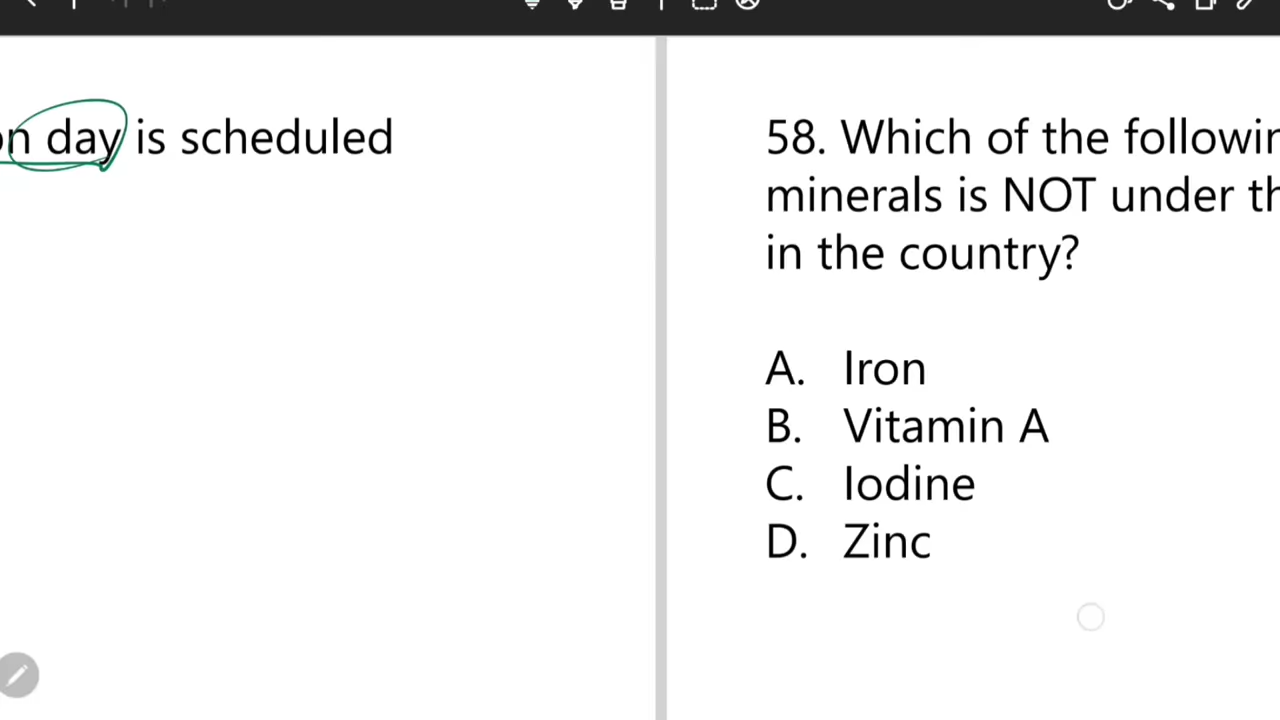 day is scheduled
58. Which of the
minerals is NOT under
in the country?
A. Iron
B. Vitamin A
C. Iodine
D. Zinc